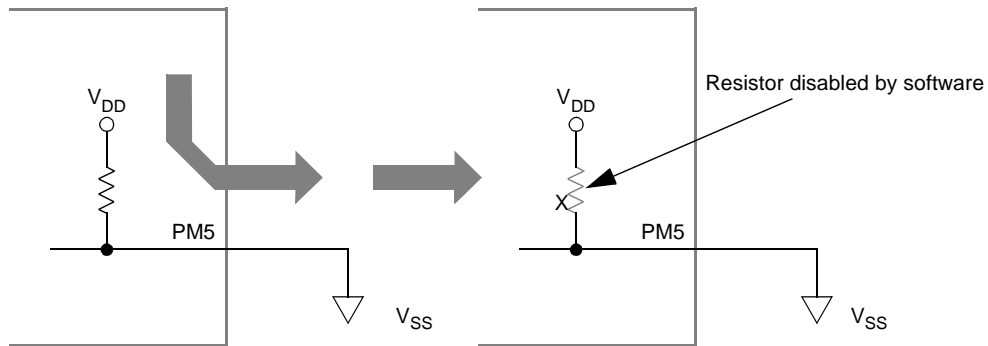 Resistor disabled by software
VDD
VDD
X
PM5
PM5
VSS
VSS